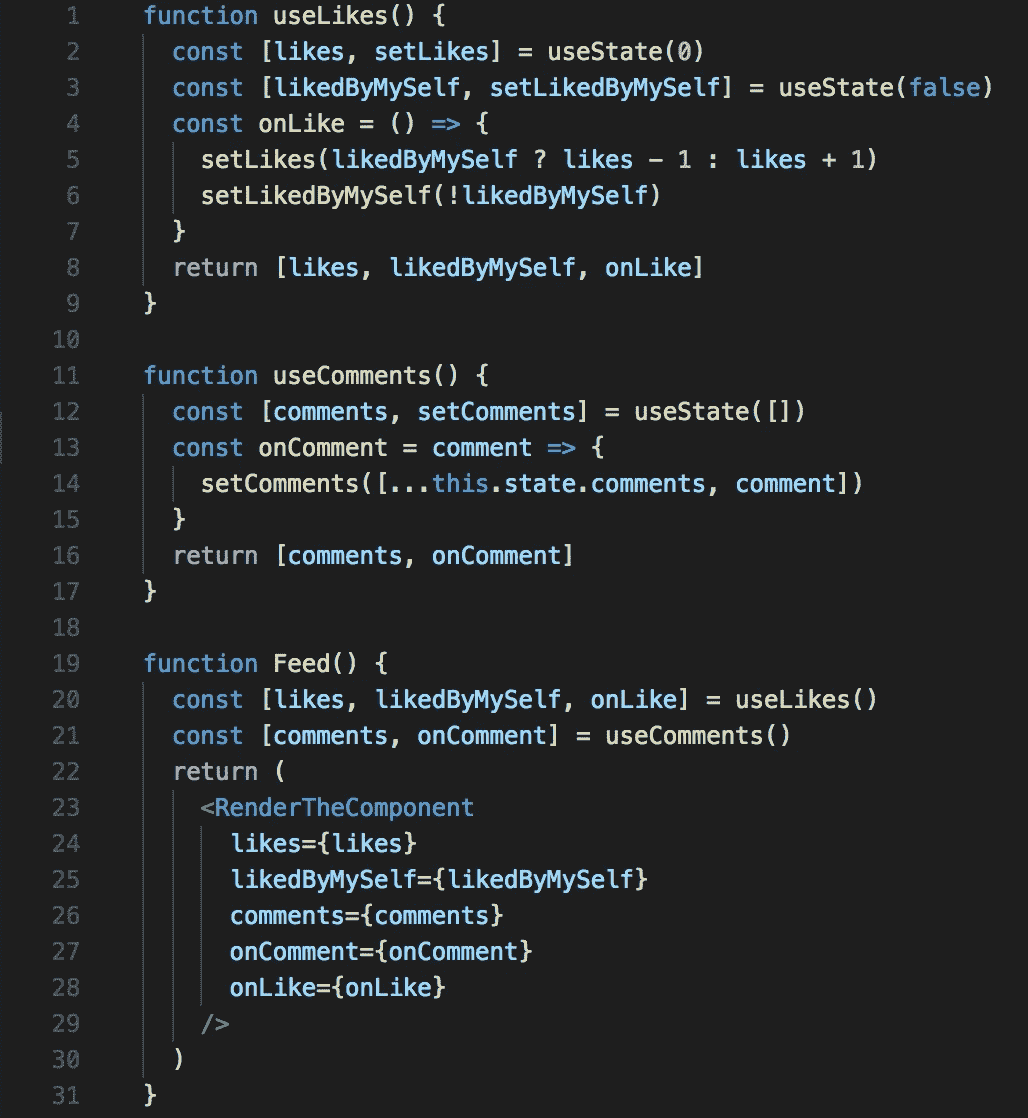 1 function useLikes() {
2 const [likes, setLikes] = useState(0)
3 const [likedByMySelf, setLikedByMySelf] = useState(false)
4 const onLike = () => {
5 setLikes(likedByMySelf ? likes - 1 : likes + 1)
6 setLikedByMySelf(!likedByMySelf)
7 }
8 return [likes, likedByMySelf, onLike]
9 }
10
11 function useComments() {
12 const [comments, setComments] = useState([])
13 const onComment = comment => {
14 setComments([...this.state.comments, comment])
15 }
16 return [comments, onComment]
17 }
18
19 function Feed() {
20 const [likes, likedByMySelf, onLike] = useLikes()
21 const [comments, onComment] = useComments()
22 return (
23 <RenderTheComponent
24 likes={likes}
25 likedByMySelf={likedByMySelf}
26 comments={comments}
27 onComment={onComment}
28 onLike={onLike}
29 />
30 )
31 }